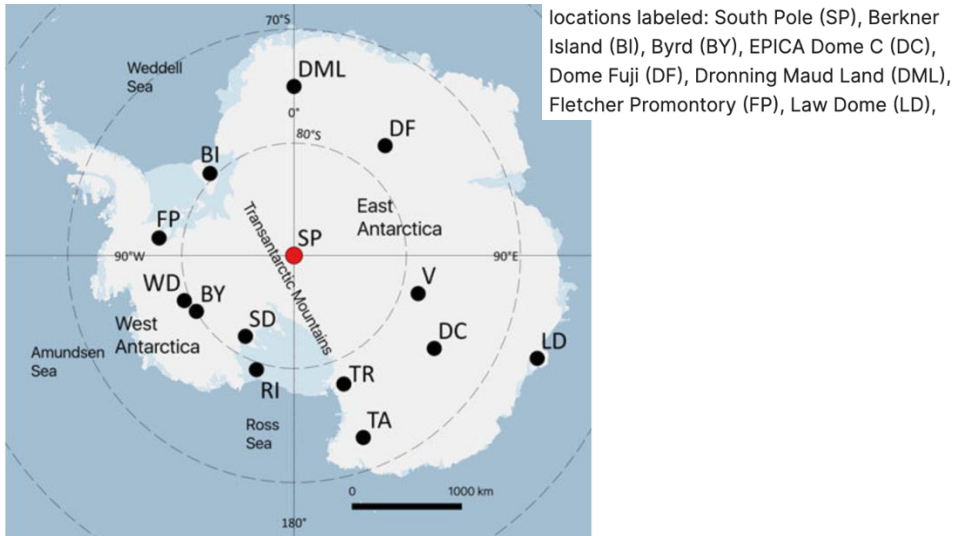 locations labeled: South Pole (SP), Berkner
Island (BI), Byrd (BY), EPICA Dome C (DC),
Dome Fuji (DF), Dronning Maud Land (DML),
Fletcher Promontory (FP), Law Dome (LD),
70°S
Weddell
Sea
DML
0°
80°S
DF
BI
East
Antarctica
FP
Transantarctic Mountains
SP
90°W
90°E
WD
BY
V
West
Antarctica
SD
DC
LD
Amundsen
Sea
RI
TR
TA
Ross
Sea
0
1000 km
180°